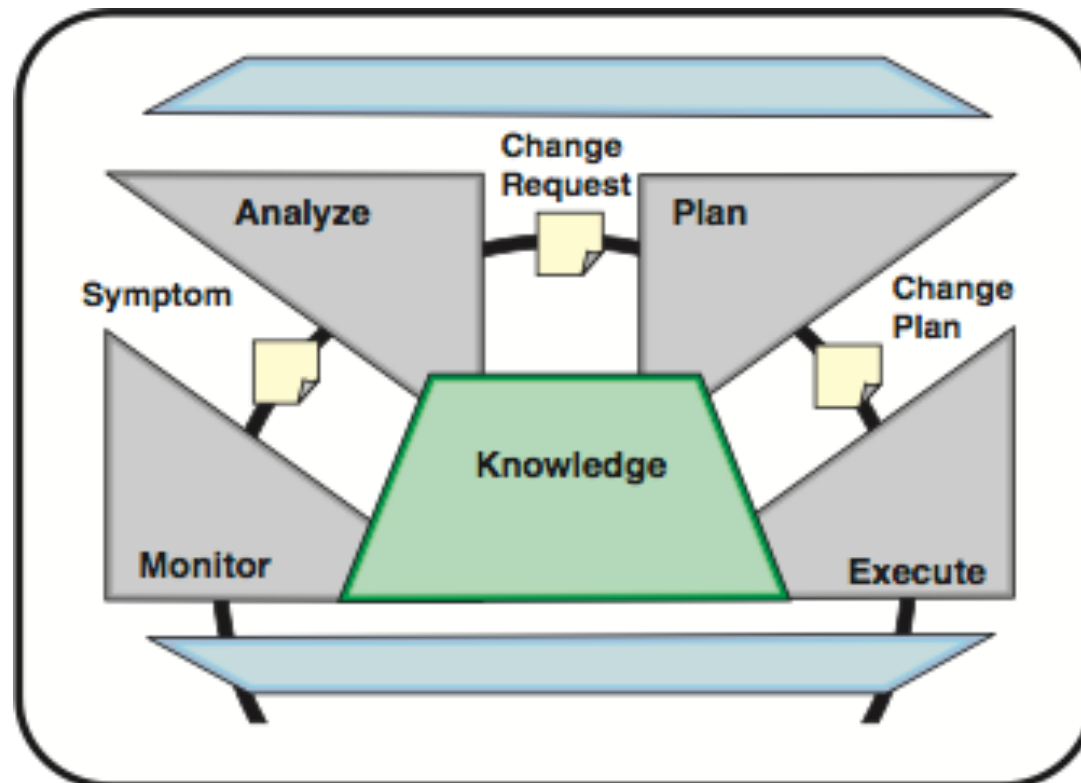 Change
Request
Analyze
Plan
Symptom
Change
Plan
Knowledge
Monitor
Execute